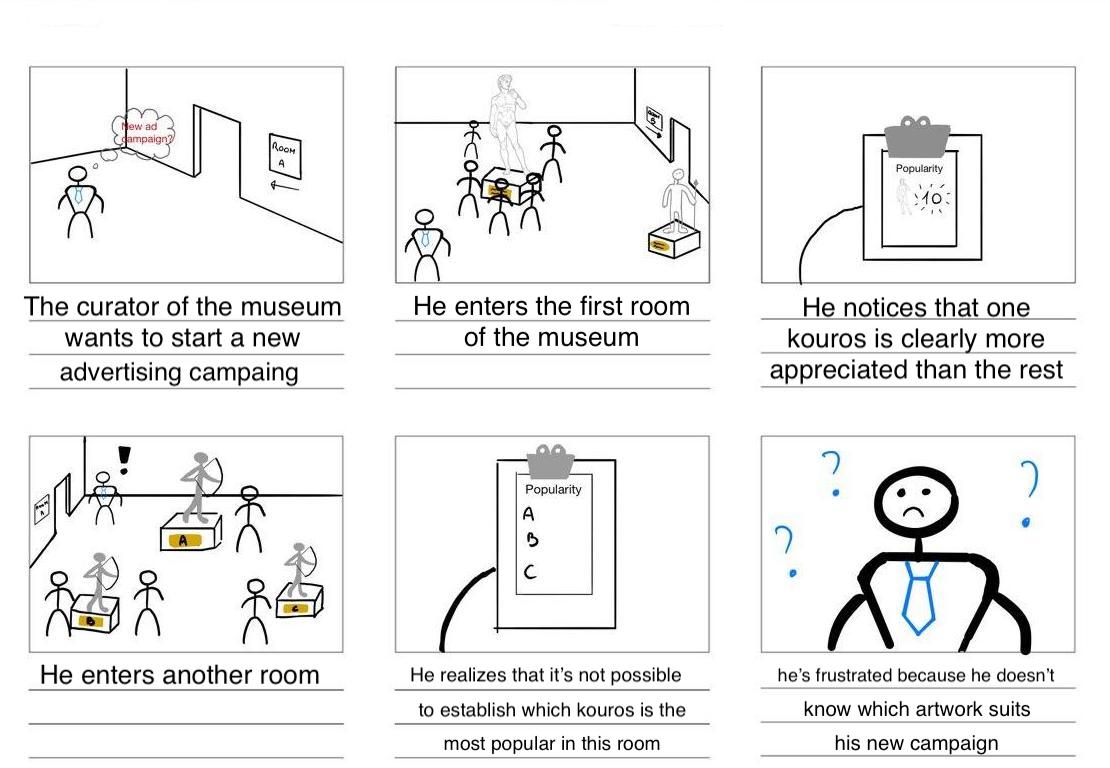 New ad
campaign?
ROOM
A
The curator of the museum
wants to start a new
advertising campaing
He enters the first room
of the museum
Popularity
10
He notices that one
kouros is clearly more
appreciated than the rest
!
A
B
C
He enters another room
Popularity
A
B
C
He realizes that it's not possible
to establish which kouros is the
most popular in this room
?
?
?
he's frustrated because he doesn't
know which artwork suits
his new campaign